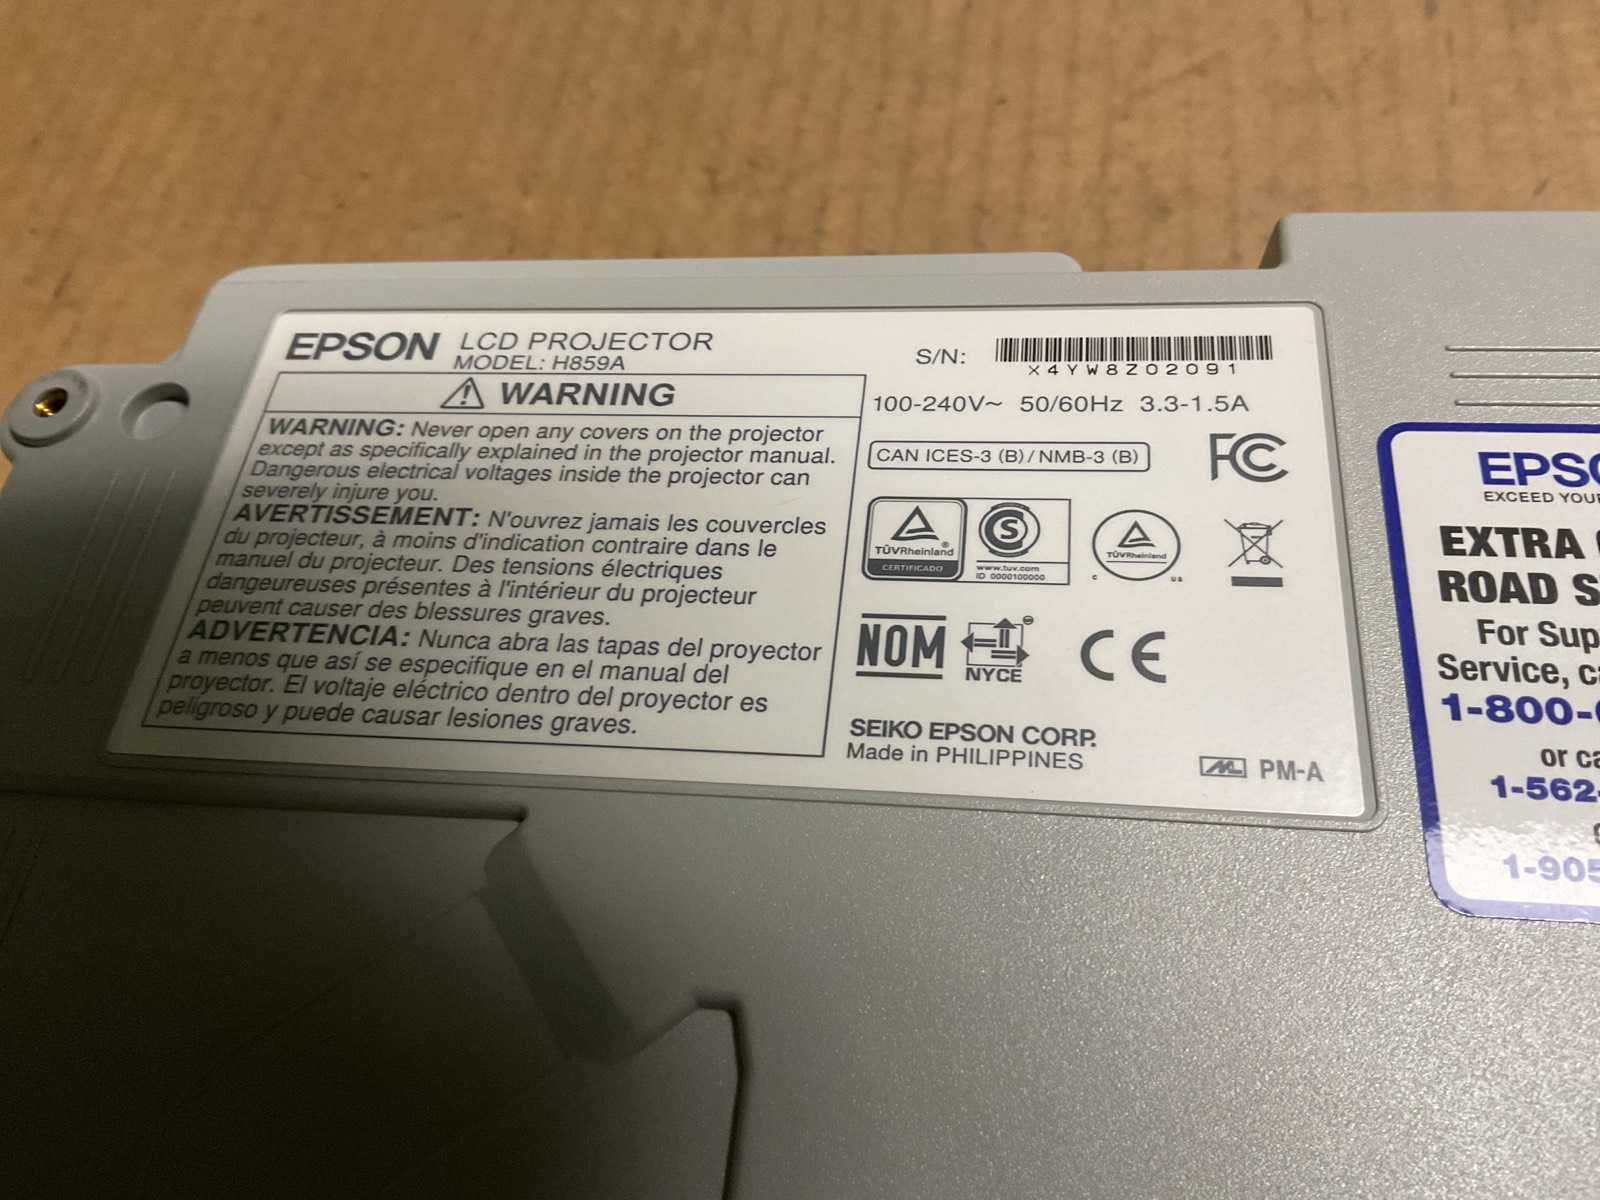 EPSON LCD PROJECTOR
MODEL: H859A
WARNING
WARNING: Never open any covers on the projector
except as specifically explained in the projector manual.
Dangerous electrical voltages inside the projector can
severely injure you.
AVERTISSEMENT: N'ouvrez jamais les couvercles
du projecteur, à moins d'indication contraire dans le
manuel du projecteur. Des tensions électriques
dangeureuses présentes à l'intérieur du projecteur
peuvent causer des blessures graves.
ADVERTENCIA: Nunca abra las tapas del proyector
a menos que así se especifique en el manual del
proyector. El voltaje eléctrico dentro del proyector es
peligroso y puede causar lesiones graves.
S/N:
X4YW8Z02091
100-240V~ 50/60Hz 3.3-1.5A
CAN ICES-3 (B) / NMB-3 (B)
FC
TÜVRheinland
CERTIFICADO
S
www.tuv.com
ID 0000100000
TÜVRheinland
C US
NOM
NYCE
CE
SEIKO EPSON CORP.
Made in PHILIPPINES
PM-A
EPSO
EXCEED YOU
EXTRA
ROAD S
For Sup
Service, ca
1-800-
or ca
1-562-
1-905